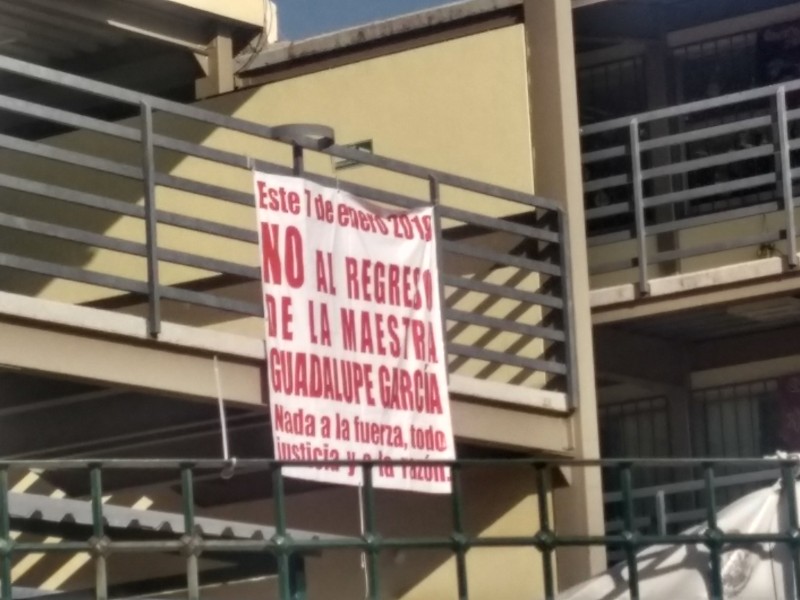 Este 7 de enero 2019
NO AL REGRESO
DE LA MAESTRA
GUADALUPE GARCÍA
Nada a la fuerza, todo
justicia y a la razón.